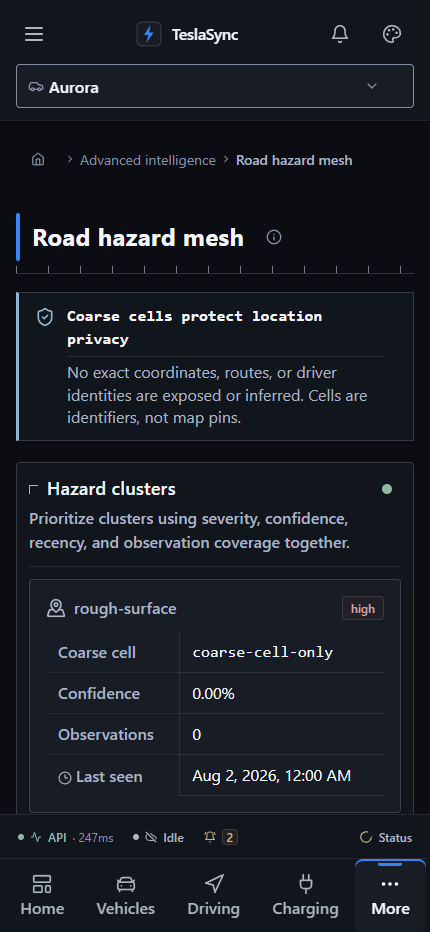 TeslaSync
Aurora
Advanced intelligence
Road hazard mesh
Road hazard mesh
Coarse cells protect location
privacy
No exact coordinates, routes, or driver
identities are exposed or inferred. Cells are
identifiers, not map pins.
Hazard clusters
Prioritize clusters using severity, confidence,
recency, and observation coverage together.
rough-surface
high
Coarse cell
coarse-cell-only
Confidence
0.00%
Observations
0
Last seen
Aug 2, 2026, 12:00 AM
API · 247ms
Idle
2
Status
Home
Vehicles
Driving
Charging
More